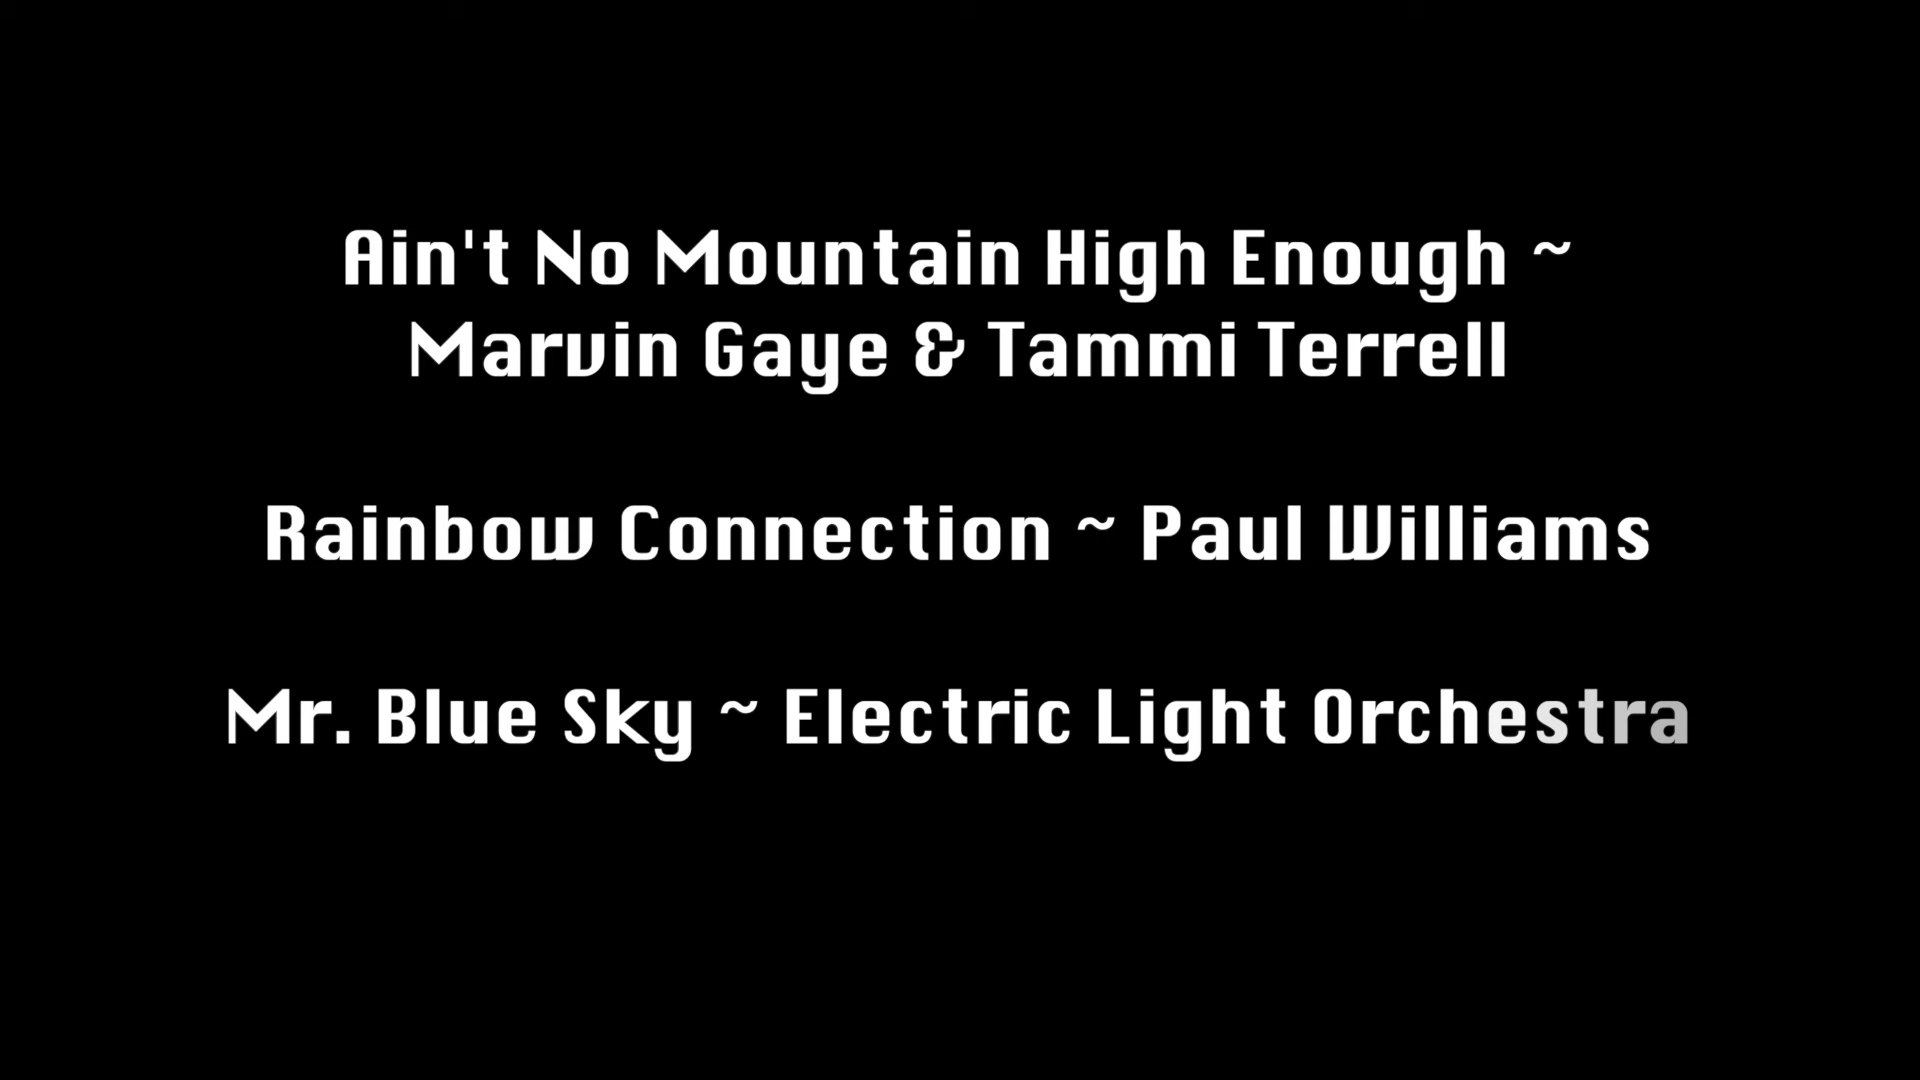 Ain't No Mountain High Enough ~
Marvin Gaye & Tammi Terrell
Rainbow Connection ~ Paul Williams
Mr. Blue Sky ~ Electric Light Orchestra